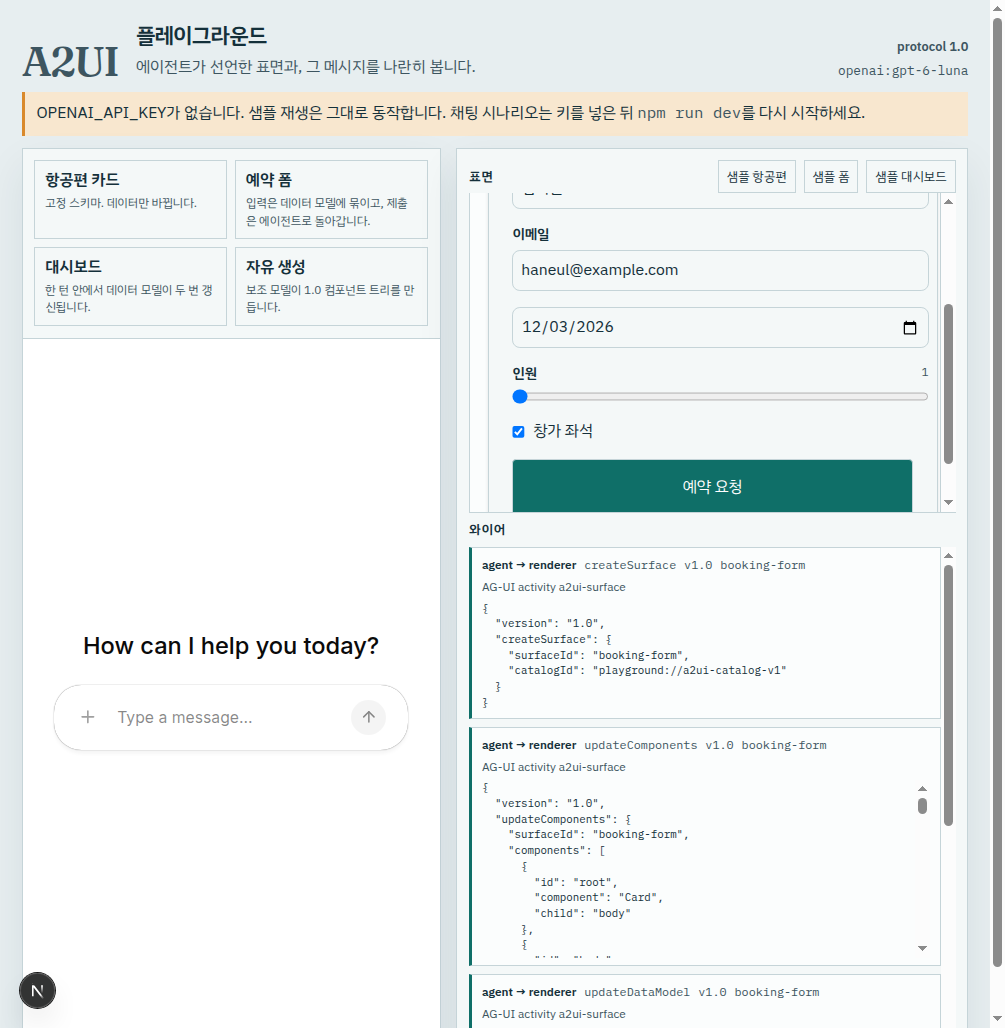 A2UI
플레이그라운드
에이전트가 선언한 표면과, 그 메시지를 나란히 봅니다.
protocol 1.0
openai:gpt-6-luna
OPENAI_API_KEY가 없습니다. 샘플 재생은 그대로 동작합니다. 채팅 시나리오는 키를 넣은 뒤 npm run dev를 다시 시작하세요.
항공편 카드
고정 스키마. 데이터만 바뀝니다.
예약 폼
입력은 데이터 모델에 묶이고, 제출
은 에이전트로 돌아갑니다.
대시보드
한 턴 안에서 데이터 모델이 두 번 갱
신됩니다.
자유 생성
보조 모델이 1.0 컴포넌트 트리를 만
듭니다.
How can I help you today?
Type a message...
N
표면
샘플 항공편
샘플 폼
샘플 대시보드
이메일
haneul@example.com
12/03/2026
인원
1
창가 좌석
예약 요청
와이어
agent → renderer createSurface v1.0 booking-form
AG-UI activity a2ui-surface
{
"version": "1.0",
"createSurface": {
"surfaceId": "booking-form",
"catalogId": "playground://a2ui-catalog-v1"
}
}
agent → renderer updateComponents v1.0 booking-form
AG-UI activity a2ui-surface
{
"version": "1.0",
"updateComponents": {
"surfaceId": "booking-form",
"components": [
{
"id": "root",
"component": "Card",
"child": "body"
},
{
agent → renderer updateDataModel v1.0 booking-form
AG-UI activity a2ui-surface